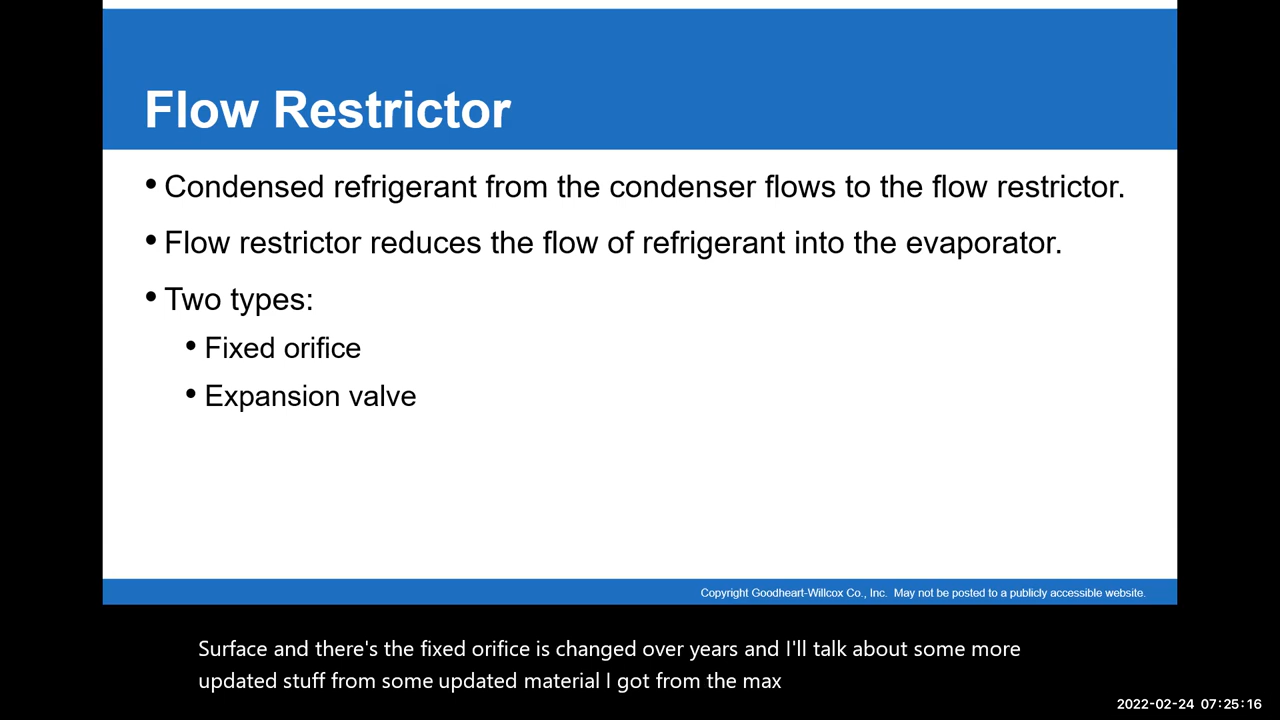 Flow Restrictor
• Condensed refrigerant from the condenser flows to the flow restrictor.
• Flow restrictor reduces the flow of refrigerant into the evaporator.
• Two types:
• Fixed orifice
• Expansion valve
Copyright Goodheart-Willcox Co., Inc.  May not be posted to a publicly accessible website.
Surface and there's the fixed orifice is changed over years and I'll talk about some more
updated stuff from some updated material I got from the max
2022-02-24 07:25:16